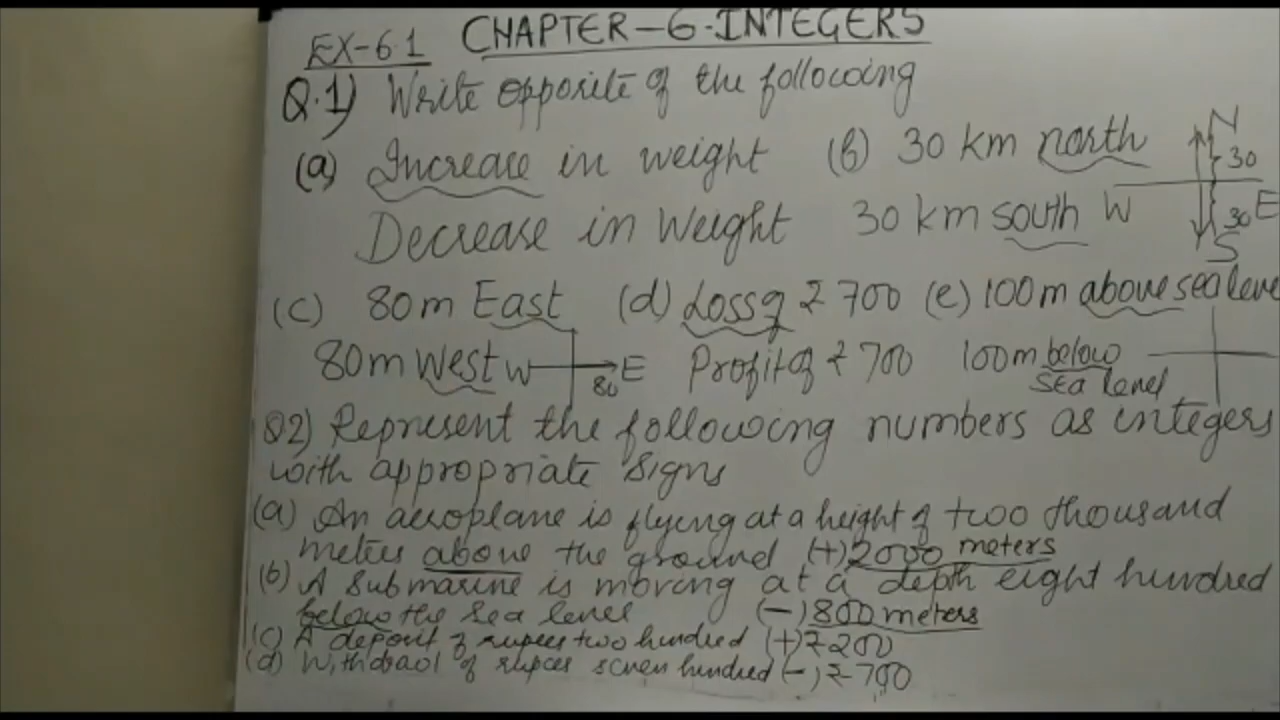 EX-6.1 CHAPTER-6.INTEGERS
Q.1) Write opposite of the following
(a) Increase in weight (b) 30 km north
N
30
Decrease in Weight 30 km south W
30 E
S
(c) 80m East (d) Loss of ₹ 700 (e) 100m above sea leve
80m West W 80 E Profit of ₹ 700 100m below
sea level
Q2) Represent the following numbers as integers
with appropriate signs
(a) An aeroplane is flying at a height of two thousand
meters above the ground (+) 2000 meters
(b) A submarine is moving at a depth eight hundred
below the sea level (-) 800 meters
(c) A deposit of rupees two hundred (+) ₹ 200
(d) Withdraol of rupees seven hundred (-) ₹ 700